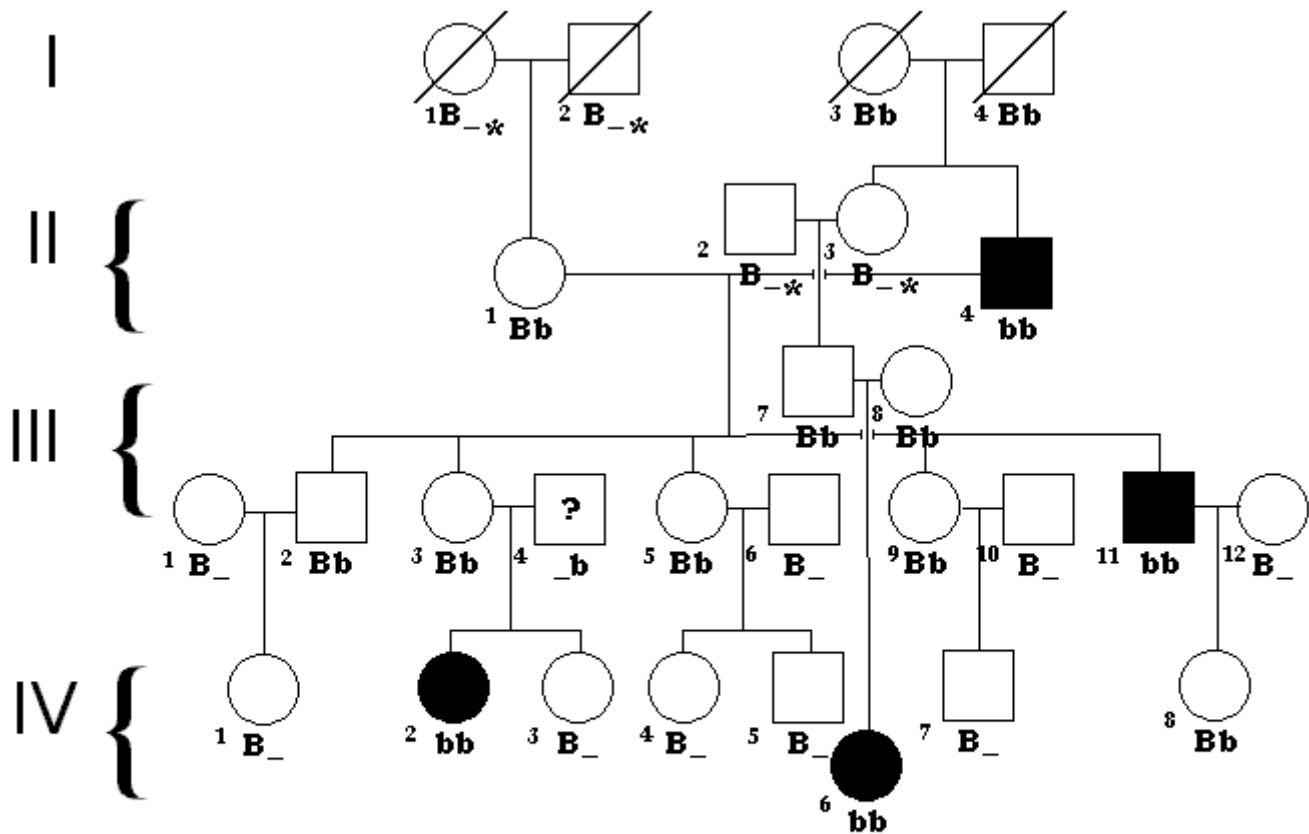 I
1 B_* 2 B_* 3 Bb 4 Bb
II {
2 B_* 3 B_*
1 Bb 4 bb
III {
7 Bb 8 Bb
?
1 B_ 2 Bb 3 Bb 4 _b 5 Bb 6 B_ 9 Bb 10 B_ 11 bb 12 B_
IV {
1 B_ 2 bb 3 B_ 4 B_ 5 B_ 7 B_ 8 Bb
6 bb